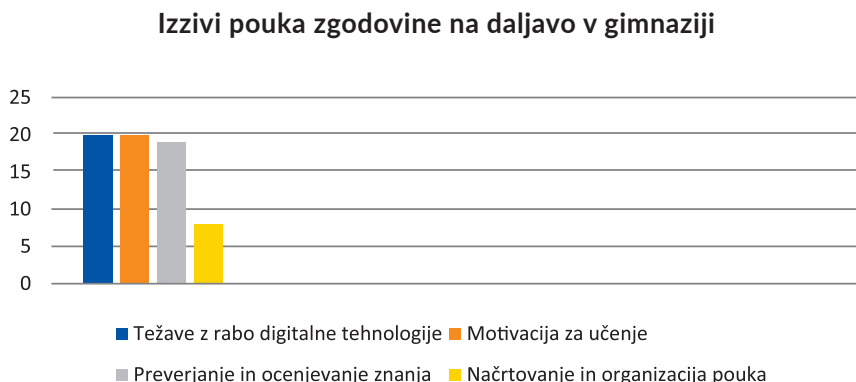 Izzivi pouka zgodovine na daljavo v gimnaziji
25
20
15
10
5
0
Težave z rabo digitalne tehnologije
Motivacija za učenje
Preverjanje in ocenjevanje znanja
Načrtovanje in organizacija pouka